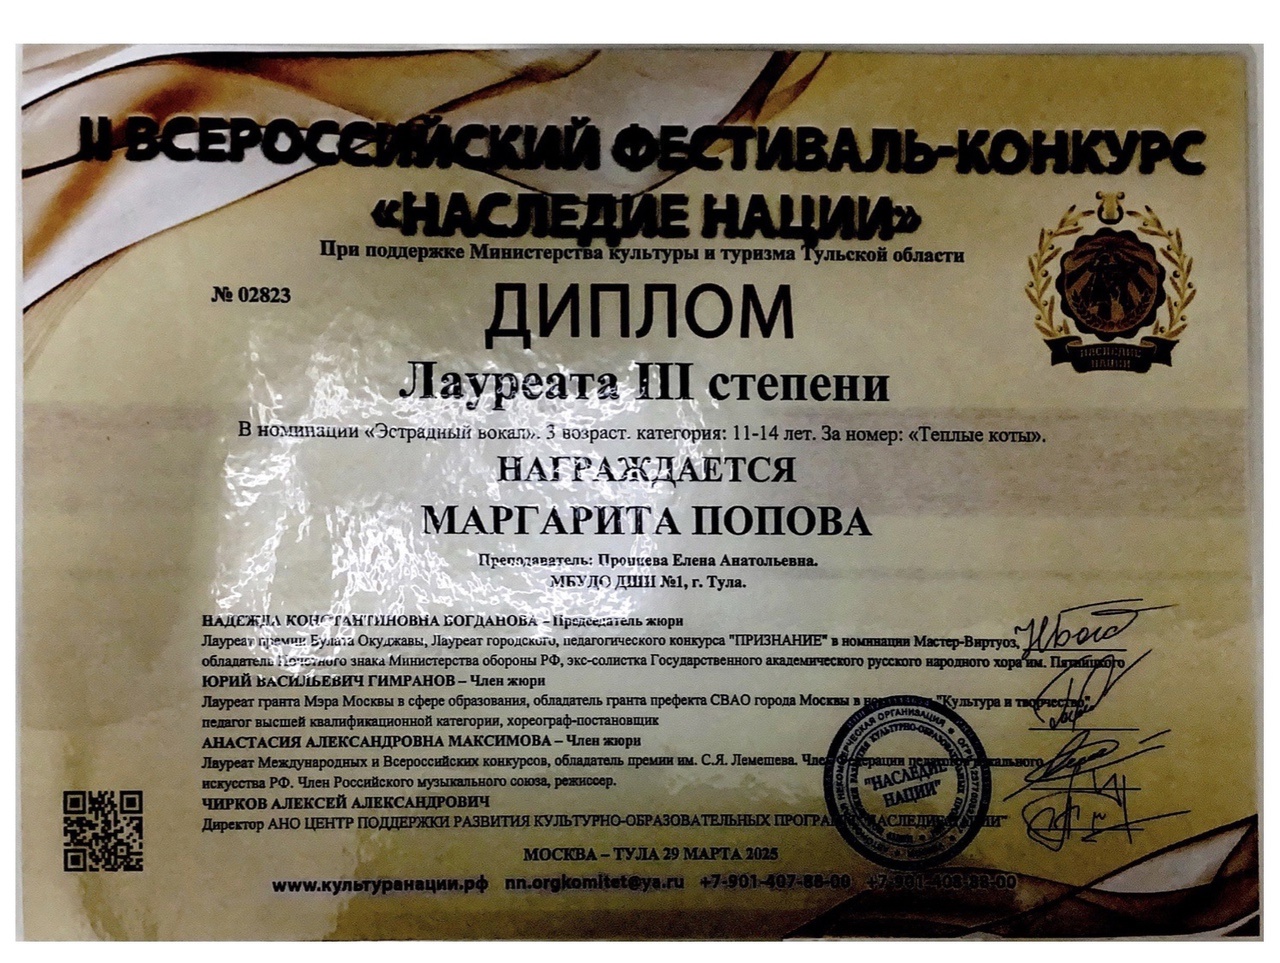 II ВСЕРОССИЙСКИЙ ФЕСТИВАЛЬ-КОНКУРС
«НАСЛЕДИЕ НАЦИИ»
При поддержке Министерства культуры и туризма Тульской области
№ 02823
ДИПЛОМ
НАСЛЕДИЕ
НАЦИИ
Лауреата III степени
В номинации «Эстрадный вокал». 3 возраст. категория: 11-14 лет. За номер: «Теплые коты».
НАГРАЖДАЕТСЯ
МАРГАРИТА ПОПОВА
Преподаватель: Елена Анатольевна.
МБУДО ДШИ №1, г. Тула.
НАДЕЖДА КОНСТАНТИНОВНА БОГДАНОВА – Председатель жюри
Лауреат премии Булата Окуджавы, Лауреат городского, педагогического конкурса "ПРИЗНАНИЕ" в номинации Мастер-Виртуоз,
обладатель Почетного знака Министерства обороны РФ, экс-солистка Государственного академического русского народного хора им. Пятницкого
ЮРИЙ ВАСИЛЬЕВИЧ ГИМРАНОВ – Член жюри
Лауреат гранта Мэра Москвы в сфере образования, обладатель гранта префекта СВАО города Москвы в номинации "Культура и творчество",
педагог высшей квалификационной категории, хореограф-постановщик
АНАСТАСИЯ АЛЕКСАНДРОВНА МАКСИМОВА – Член жюри
Лауреат Международных и Всероссийских конкурсов, обладатель премии им. С.Я. Лемешева. Член Федерации педагогов вокального
искусства РФ. Член Российского музыкального союза, режиссер.
ЧИРКОВ АЛЕКСЕЙ АЛЕКСАНДРОВИЧ
Директор АНО ЦЕНТР ПОДДЕРЖКИ РАЗВИТИЯ КУЛЬТУРНО-ОБРАЗОВАТЕЛЬНЫХ ПРОГРАММ "НАСЛЕДИЕ НАЦИИ"
"НАСЛЕДИЕ
НАЦИИ"
МОСКВА – ТУЛА 29 МАРТА 2025
www.культуранации.рф nn.orgkomitet@ya.ru +7-901-407-88-00 +7-901-408-88-00